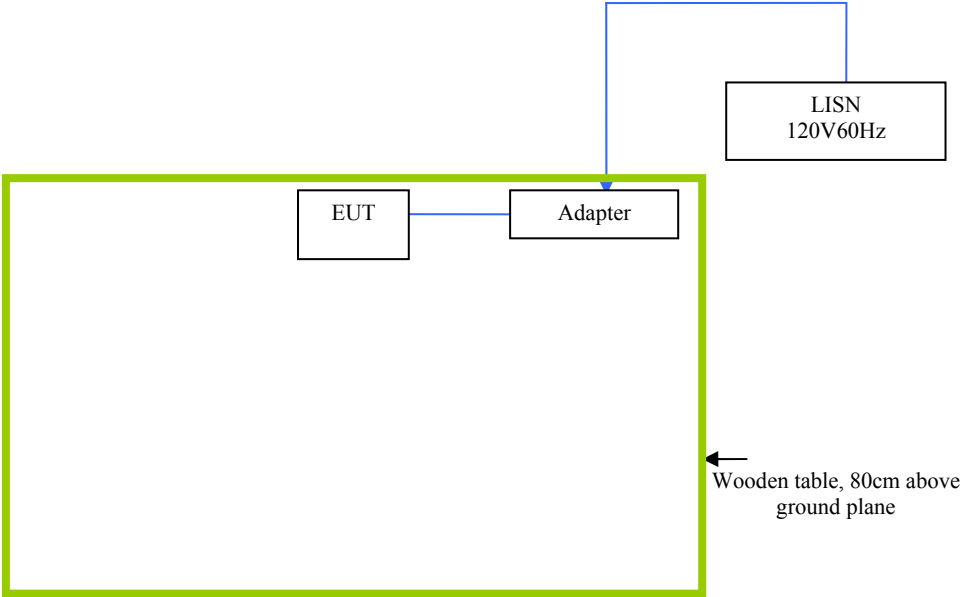 LISN
120V60Hz
EUT
Adapter
Wooden table, 80cm above
ground plane